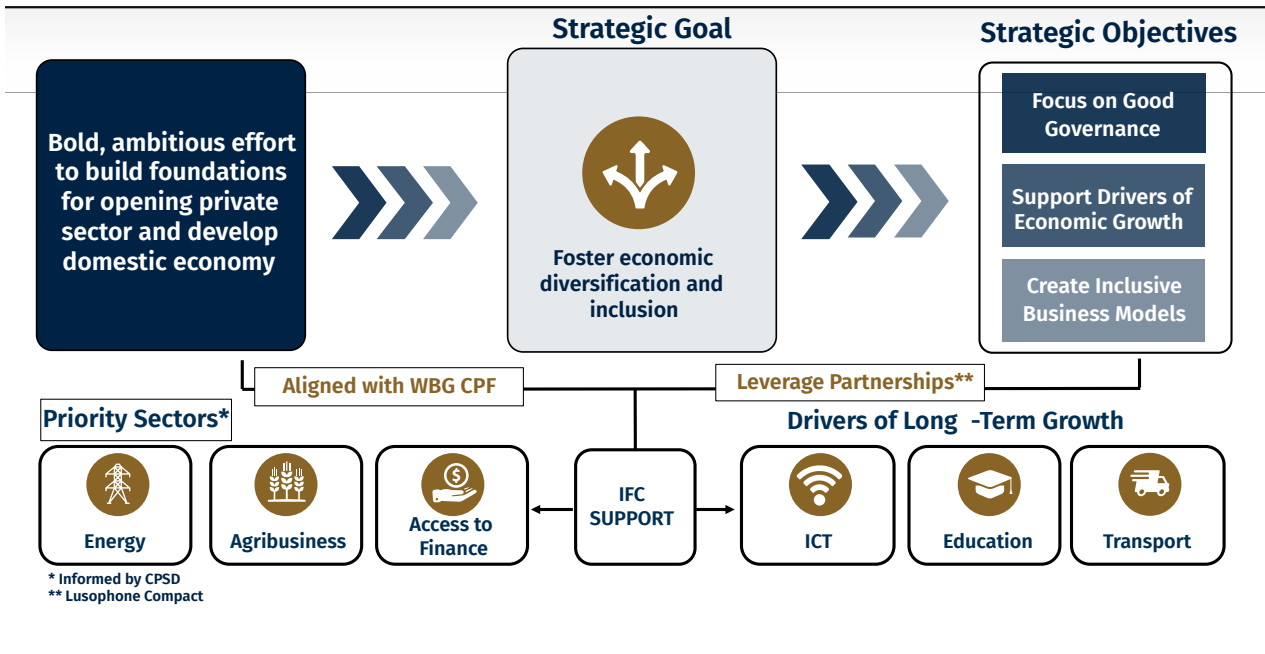 Strategic Goal
Strategic Objectives
Bold, ambitious effort
to build foundations
for opening private
sector and develop
domestic economy
Foster economic
diversification and
inclusion
Focus on Good
Governance
Support Drivers of
Economic Growth
Create Inclusive
Business Models
Aligned with WBG CPF
Leverage Partnerships**
Priority Sectors*
Drivers of Long -Term Growth
Energy
Agribusiness
$
Access to
Finance
IFC
SUPPORT
ICT
Education
Transport
* Informed by CPSD
** Lusophone Compact